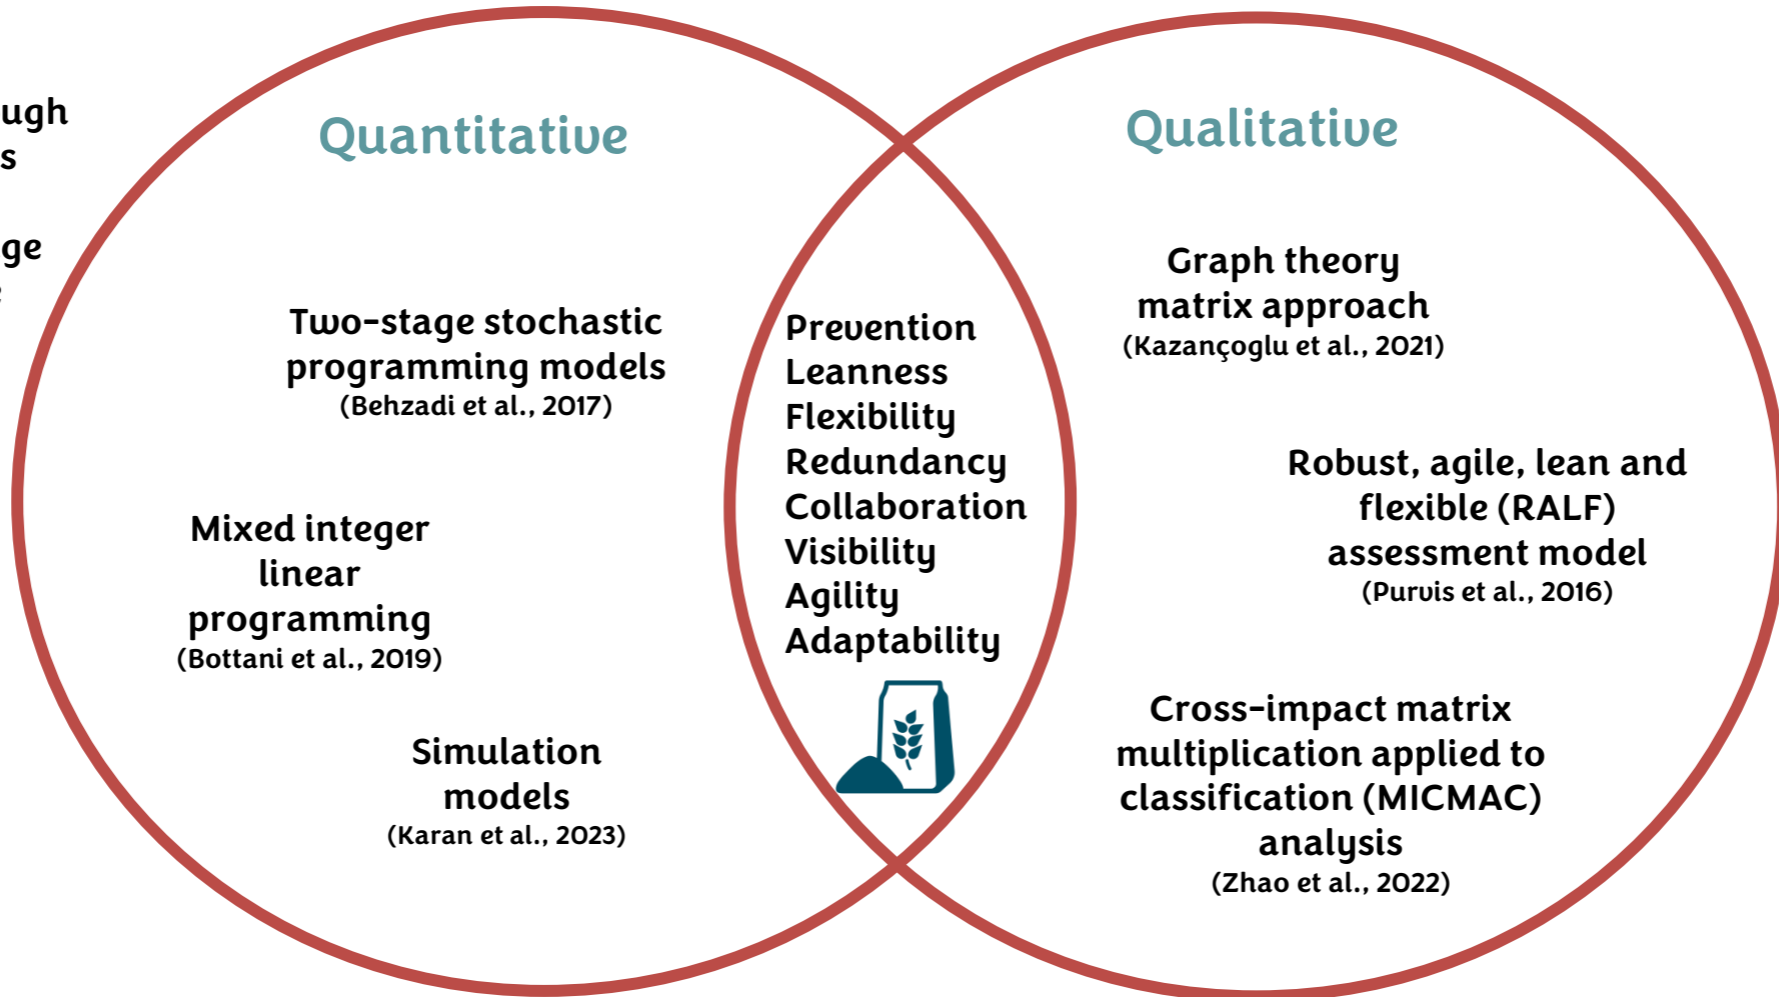 ugh
s
ge
Quantitative
Two-stage stochastic
programming models
(Behzadi et al., 2017)
Mixed integer
linear
programming
(Bottani et al., 2019)
Simulation
models
(Karan et al., 2023)
Prevention
Leanness
Flexibility
Redundancy
Collaboration
Visibility
Agility
Adaptability
Qualitative
Graph theory
matrix approach
(Kazançoglu et al., 2021)
Robust, agile, lean and
flexible (RALF)
assessment model
(Purvis et al., 2016)
Cross-impact matrix
multiplication applied to
classification (MICMAC)
analysis
(Zhao et al., 2022)